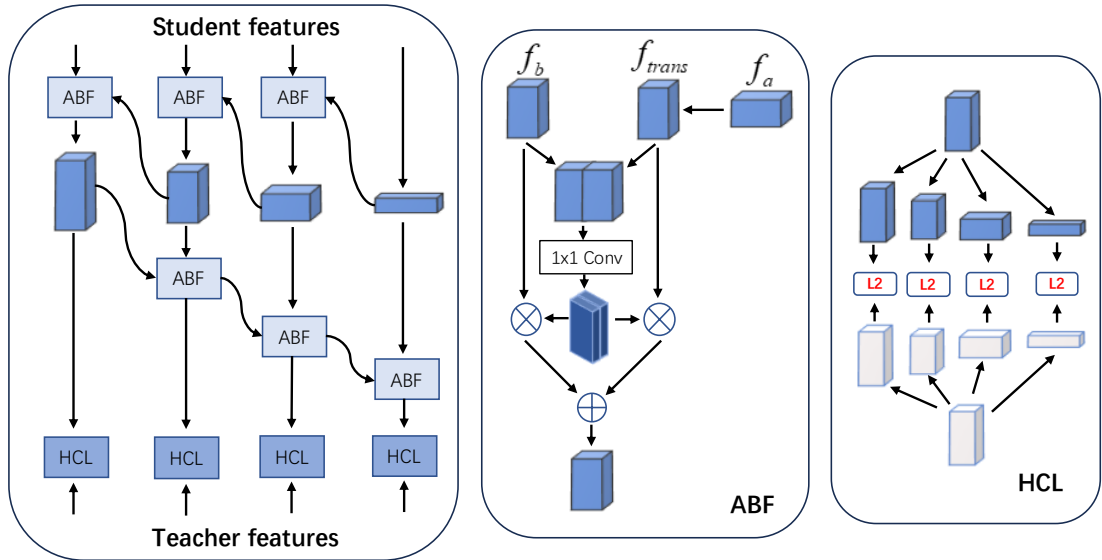 Student features
ABF
ABF
ABF
ABF
ABF
ABF
HCL
HCL
HCL
HCL
Teacher features
f_b
f_trans
f_a
1x1 Conv
ABF
L2
L2
L2
L2
HCL